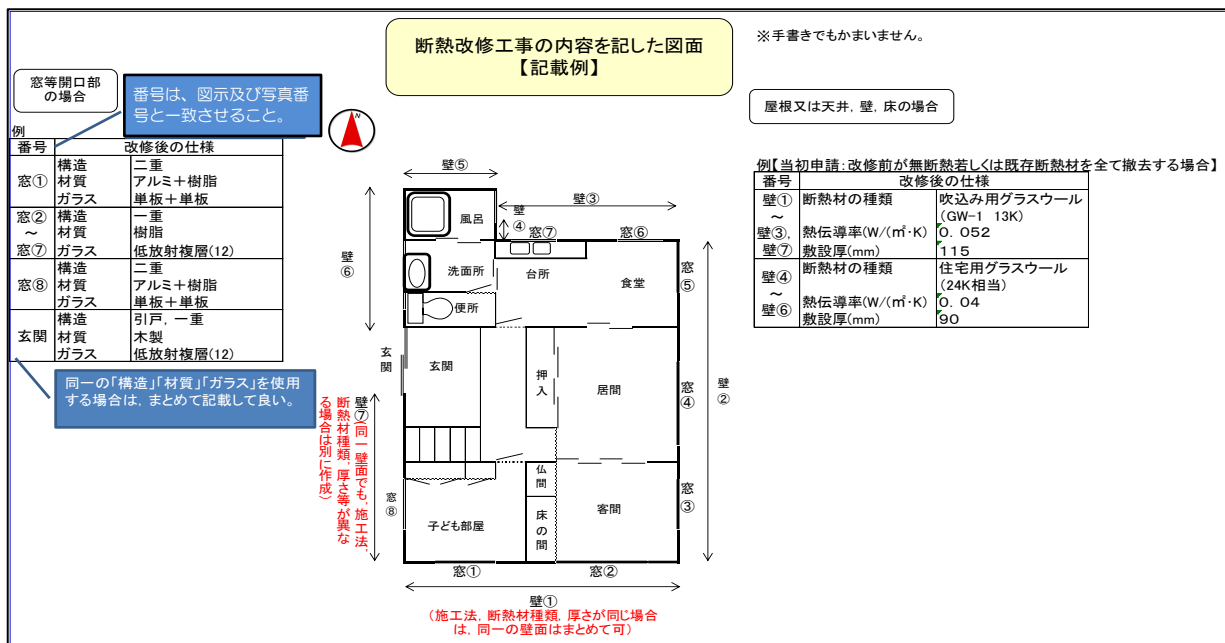 断熱改修工事の内容を記した図面
【記載例】
※手書きでもかまいません。
窓等開口部
の場合
番号は、図示及び写真番
号と一致させること。
N
屋根又は天井，壁，床の場合
例
番号 改修後の仕様
窓① 構造 二重
材質 アルミ＋樹脂
ガラス 単板＋単板
窓②～窓⑦ 構造 一重
材質 樹脂
ガラス 低放射複層(12)
窓⑧ 構造 二重
材質 アルミ＋樹脂
ガラス 単板＋単板
玄関 構造 引戸，一重
材質 木製
ガラス 低放射複層(12)
同一の「構造」「材質」「ガラス」を使用
する場合は，まとめて記載して良い。
例【当初申請：改修前が無断熱若しくは既存断熱材を全て撤去する場合】
番号 改修後の仕様
壁①～壁③，壁⑦ 断熱材の種類 吹込み用グラスウール
(GW-1 13K)
熱伝導率(W/(㎡・K) 0．052
敷設厚(mm) 115
壁④～壁⑥ 断熱材の種類 住宅用グラスウール
(24K相当)
熱伝導率(W/(㎡・K) 0．04
敷設厚(mm) 90
壁⑤
壁③
壁④
風呂
窓⑦
窓⑥
壁⑥
洗面所
台所
食堂
窓⑤
便所
玄関
玄関
押入
居間
窓④
壁②
壁⑦(同一壁面でも，施工法，
断熱材種類，厚さ等が異な
る場合は別に作成)
窓⑧
仏間
客間
窓③
子ども部屋
床の間
窓①
窓②
壁①
(施工法，断熱材種類，厚さが同じ場合
は，同一の壁面はまとめて可)